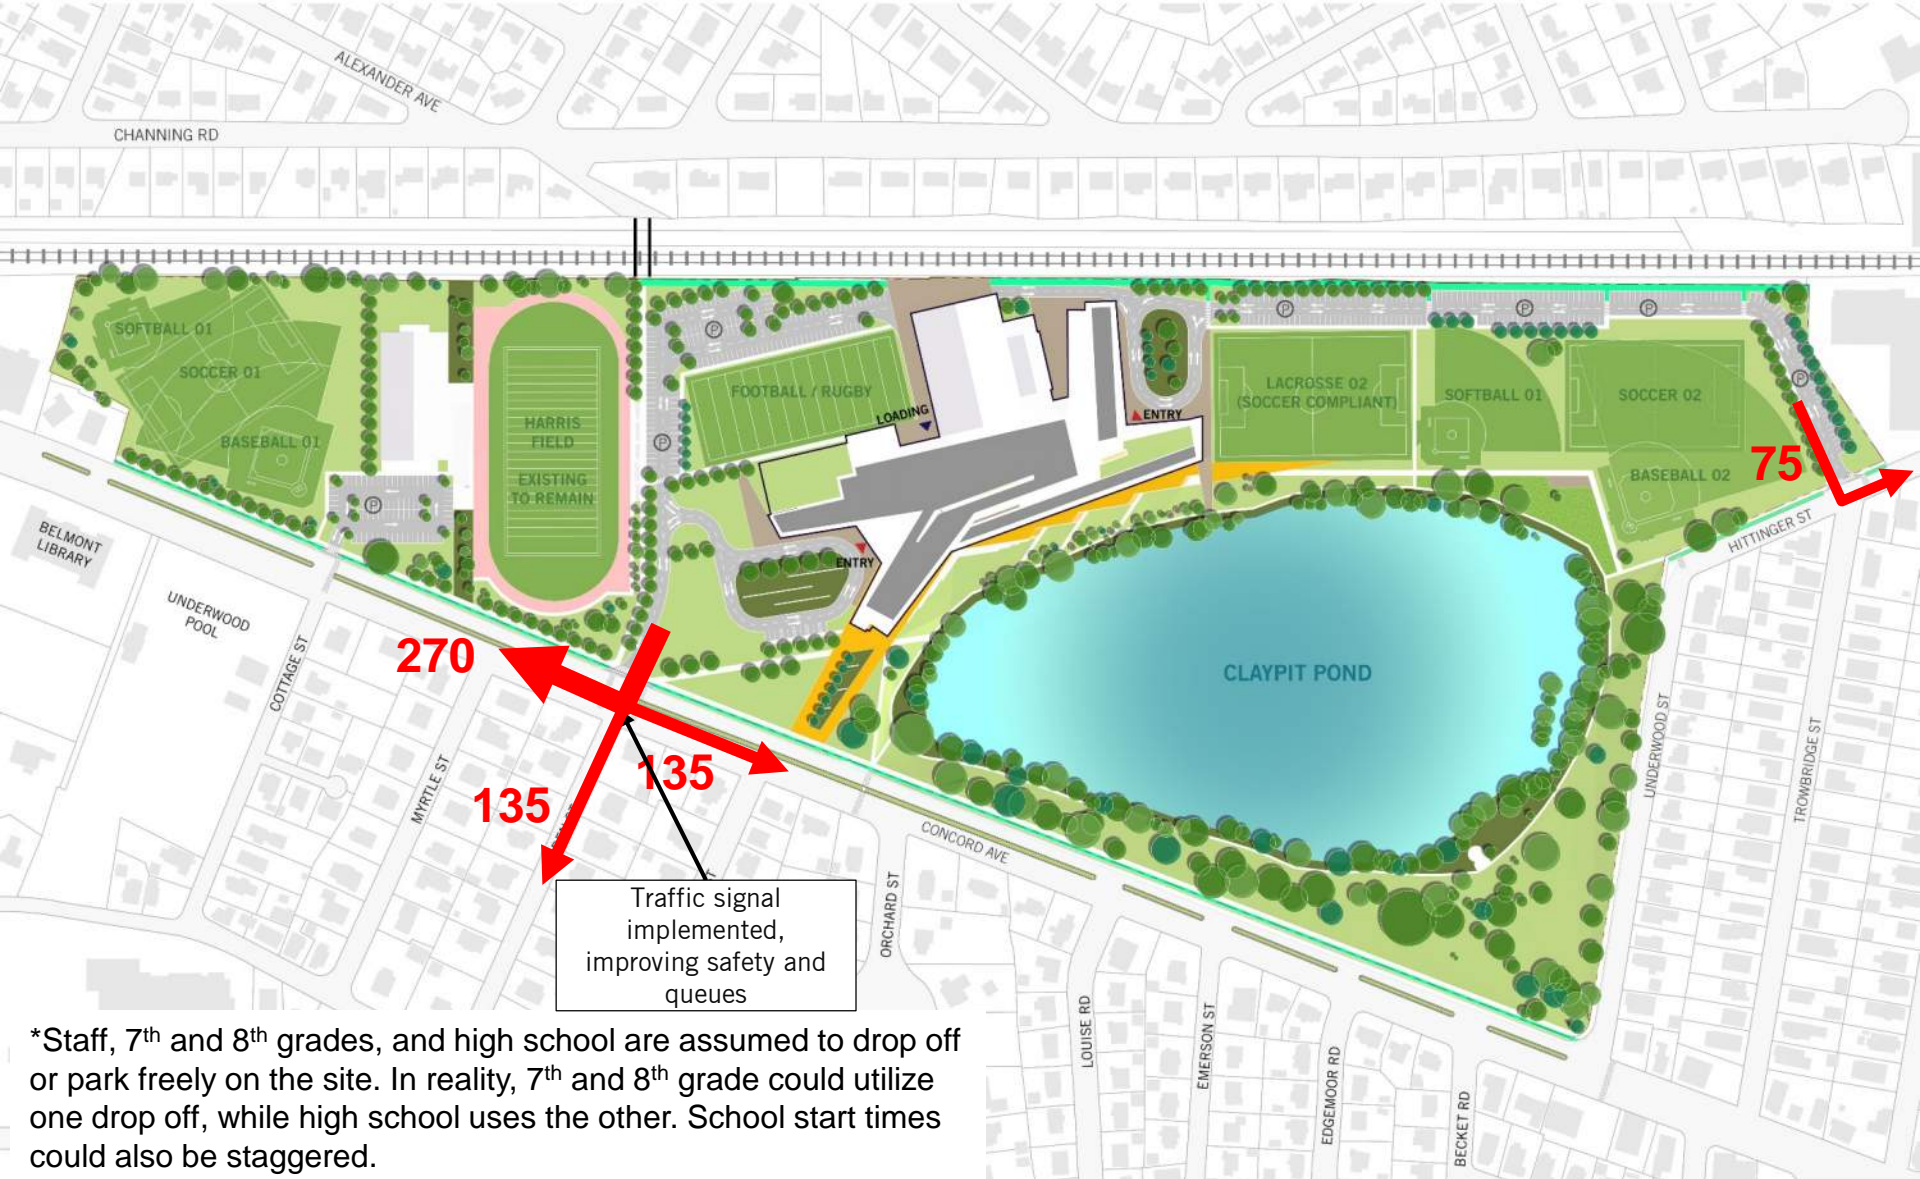 ALEXANDER AVE
CHANNING RD
SOFTBALL 01
SOCCER 01
BASEBALL 01
HARRIS
FIELD
EXISTING
TO REMAIN
P
P
P
FOOTBALL / RUGBY
LOADING
ENTRY
ENTRY
P
P
P
P
LACROSSE 02
(SOCCER COMPLIANT)
SOFTBALL 01
SOCCER 02
BASEBALL 02
75
HITTINGER ST
BELMONT
LIBRARY
UNDERWOOD
POOL
COTTAGE ST
MYRTLE ST
270
135
135
CLAYPIT POND
CONCORD AVE
ORCHARD ST
UNDERWOOD ST
TROWBRIDGE ST
LOUISE RD
EMERSON ST
EDGEMOOR RD
BECKET RD
Traffic signal
implemented,
improving safety and
queues
*Staff, 7th and 8th grades, and high school are assumed to drop off
or park freely on the site. In reality, 7th and 8th grade could utilize
one drop off, while high school uses the other. School start times
could also be staggered.